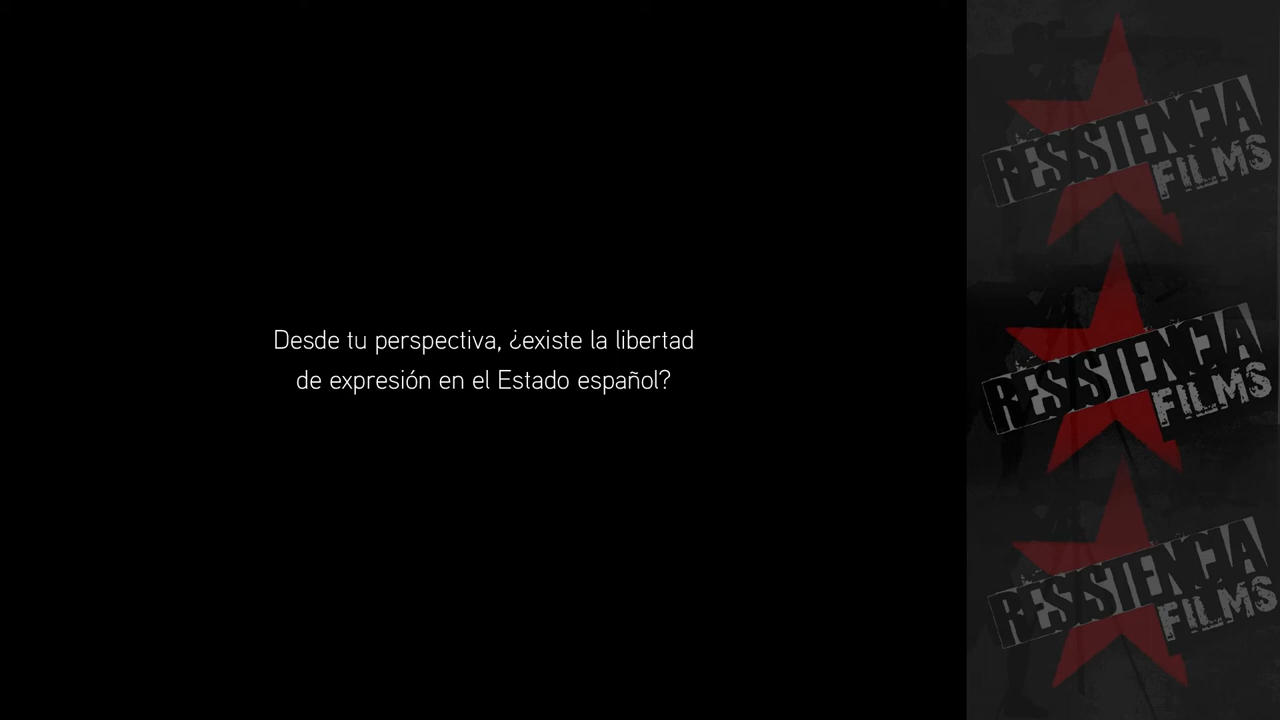 Desde tu perspectiva, ¿existe la libertad
de expresión en el Estado español?
RESISTENCIA
FILMS
RESISTENCIA
FILMS
RESISTENCIA
FILMS